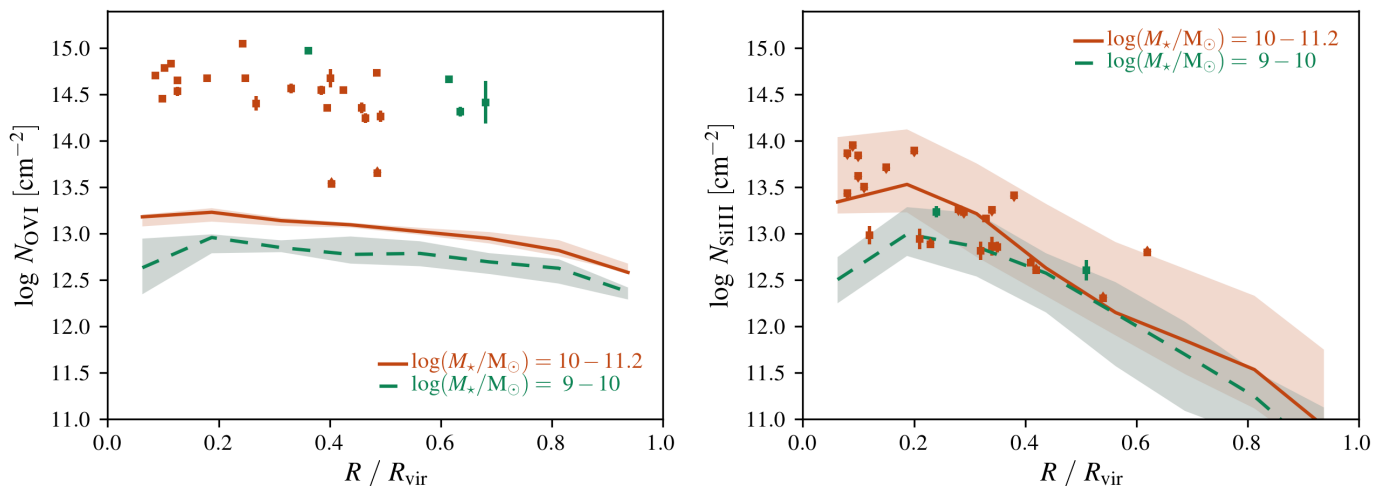 15.0
14.5
14.0
13.5
13.0
12.5
12.0
11.5
11.0
log N_OVI [cm⁻²]
log(M⋆/M⊙) = 10 − 11.2
log(M⋆/M⊙) = 9 − 10
0.0 0.2 0.4 0.6 0.8 1.0
R / R_vir
15.0
14.5
14.0
13.5
13.0
12.5
12.0
11.5
11.0
log N_SiIII [cm⁻²]
log(M⋆/M⊙) = 10 − 11.2
log(M⋆/M⊙) = 9 − 10
0.0 0.2 0.4 0.6 0.8 1.0
R / R_vir